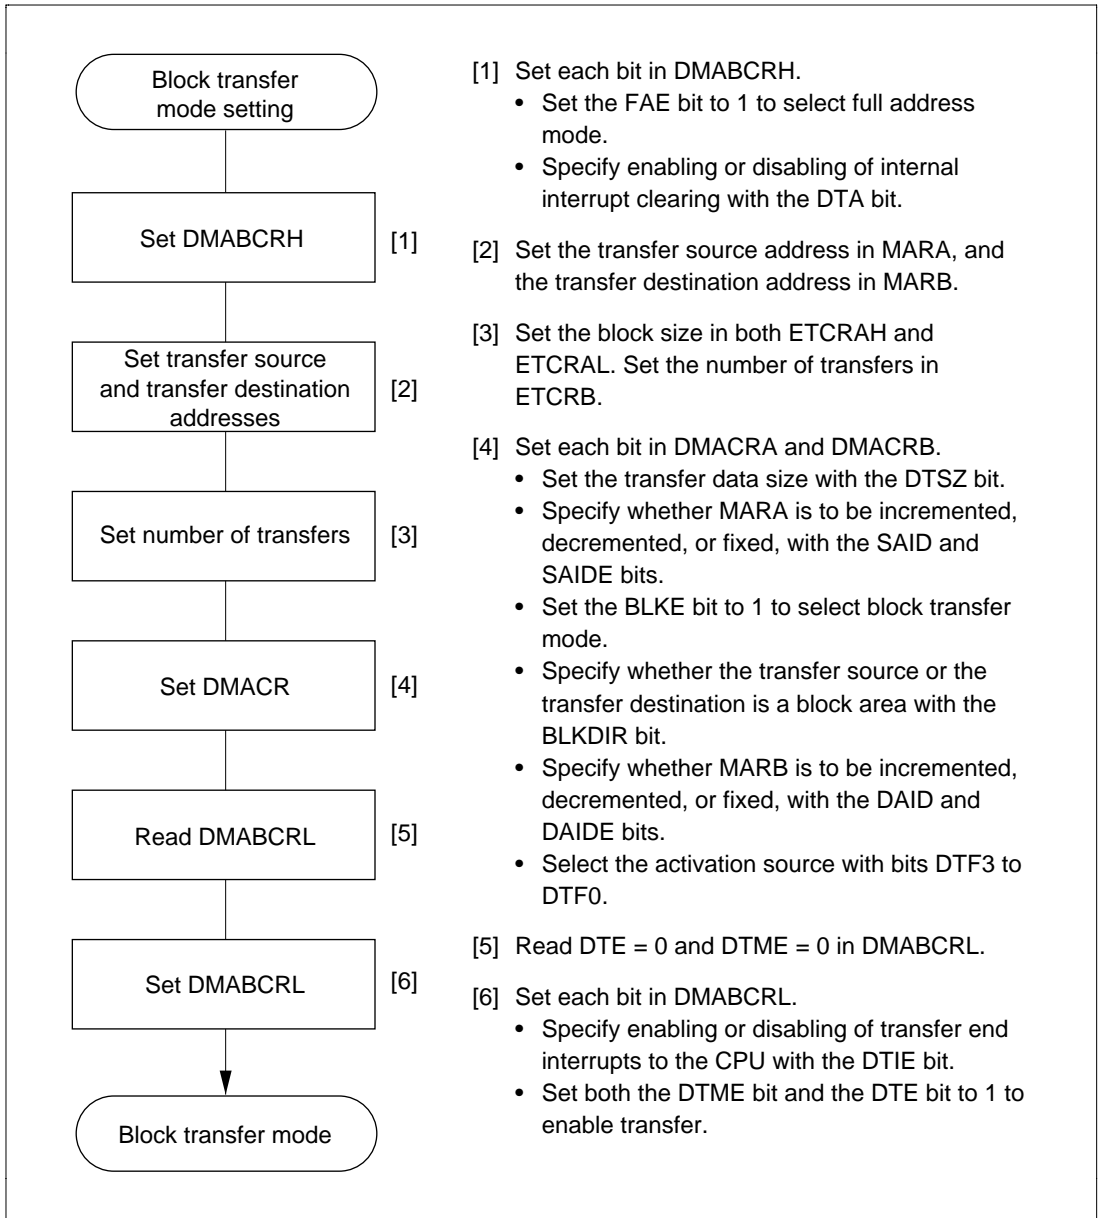 Block transfer
mode setting
Set DMABCRH
[1]
Set transfer source
and transfer destination
addresses
[2]
Set number of transfers
[3]
Set DMACR
[4]
Read DMABCRL
[5]
Set DMABCRL
[6]
Block transfer mode
[1] Set each bit in DMABCRH.
• Set the FAE bit to 1 to select full address
mode.
• Specify enabling or disabling of internal
interrupt clearing with the DTA bit.
[2] Set the transfer source address in MARA, and
the transfer destination address in MARB.
[3] Set the block size in both ETCRAH and
ETCRAL. Set the number of transfers in
ETCRB.
[4] Set each bit in DMACRA and DMACRB.
• Set the transfer data size with the DTSZ bit.
• Specify whether MARA is to be incremented,
decremented, or fixed, with the SAID and
SAIDE bits.
• Set the BLKE bit to 1 to select block transfer
mode.
• Specify whether the transfer source or the
transfer destination is a block area with the
BLKDIR bit.
• Specify whether MARB is to be incremented,
decremented, or fixed, with the DAID and
DAIDE bits.
• Select the activation source with bits DTF3 to
DTF0.
[5] Read DTE = 0 and DTME = 0 in DMABCRL.
[6] Set each bit in DMABCRL.
• Specify enabling or disabling of transfer end
interrupts to the CPU with the DTIE bit.
• Set both the DTME bit and the DTE bit to 1 to
enable transfer.